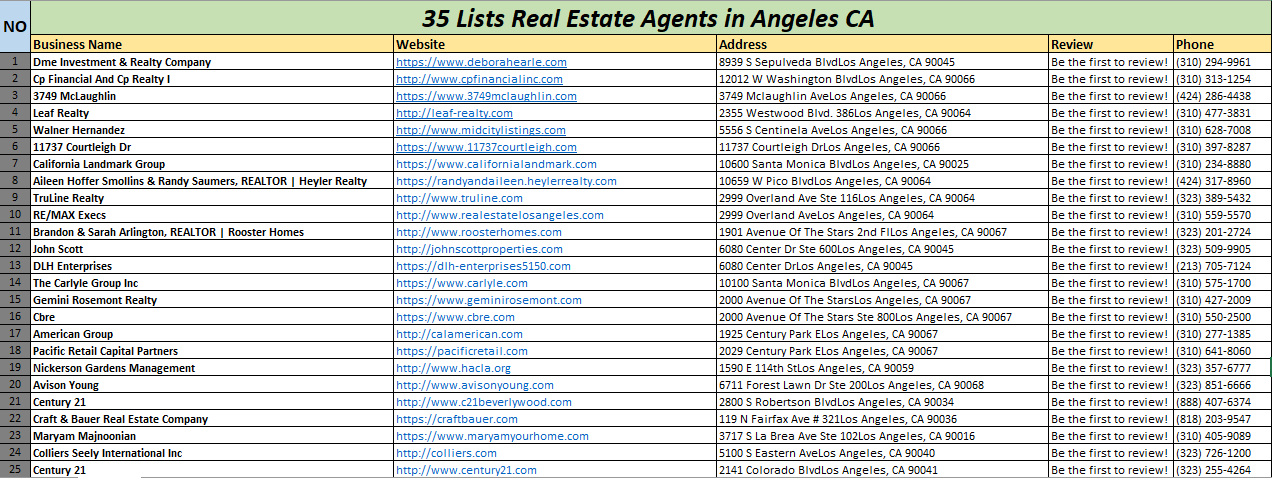 NO 35 Lists Real Estate Agents in Angeles CA
Business Name Website Address Review Phone
1 Dme Investment & Realty Company https://www.deborahearle.com 8939 S Sepulveda BlvdLos Angeles, CA 90045 Be the first to review! (310) 294-9961
2 Cp Financial And Cp Realty I http://www.cpfinancialinc.com 12012 W Washington BlvdLos Angeles, CA 90066 Be the first to review! (310) 313-1254
3 3749 McLaughlin https://www.3749mclaughlin.com 3749 Mclaughlin AveLos Angeles, CA 90066 Be the first to review! (424) 286-4438
4 Leaf Realty http://leaf-realty.com 2355 Westwood Blvd. 386Los Angeles, CA 90064 Be the first to review! (310) 477-3831
5 Walner Hernandez http://www.midcitylistings.com 5556 S Centinela AveLos Angeles, CA 90066 Be the first to review! (310) 628-7008
6 11737 Courtleigh Dr https://www.11737courtleigh.com 11737 Courtleigh DrLos Angeles, CA 90066 Be the first to review! (310) 397-8287
7 California Landmark Group https://www.californialandmark.com 10600 Santa Monica BlvdLos Angeles, CA 90025 Be the first to review! (310) 234-8880
8 Aileen Hoffer Smollins & Randy Saumers, REALTOR | Heyler Realty https://randyandaileen.heylerrealty.com 10659 W Pico BlvdLos Angeles, CA 90064 Be the first to review! (424) 317-8960
9 TruLine Realty http://www.truline.com 2999 Overland Ave Ste 116Los Angeles, CA 90064 Be the first to review! (323) 389-5432
10 RE/MAX Execs http://www.realestatelosangeles.com 2999 Overland AveLos Angeles, CA 90064 Be the first to review! (310) 559-5570
11 Brandon & Sarah Arlington, REALTOR | Rooster Homes http://www.roosterhomes.com 1901 Avenue Of The Stars 2nd FlLos Angeles, CA 90067 Be the first to review! (323) 201-2724
12 John Scott http://johnscottproperties.com 6080 Center Dr Ste 600Los Angeles, CA 90045 Be the first to review! (323) 509-9905
13 DLH Enterprises https://dlh-enterprises5150.com 6080 Center DrLos Angeles, CA 90045 Be the first to review! (213) 705-7124
14 The Carlyle Group Inc https://www.carlyle.com 10100 Santa Monica BlvdLos Angeles, CA 90067 Be the first to review! (310) 575-1700
15 Gemini Rosemont Realty https://www.geminirosemont.com 2000 Avenue Of The StarsLos Angeles, CA 90067 Be the first to review! (310) 427-2009
16 Cbre https://www.cbre.com 2000 Avenue Of The Stars Ste 800Los Angeles, CA 90067 Be the first to review! (310) 550-2500
17 American Group http://calamerican.com 1925 Century Park ELos Angeles, CA 90067 Be the first to review! (310) 277-1385
18 Pacific Retail Capital Partners https://pacificretail.com 2029 Century Park ELos Angeles, CA 90067 Be the first to review! (310) 641-8060
19 Nickerson Gardens Management http://www.hacla.org 1590 E 114th StLos Angeles, CA 90059 Be the first to review! (323) 357-6777
20 Avison Young http://www.avisonyoung.com 6711 Forest Lawn Dr Ste 200Los Angeles, CA 90068 Be the first to review! (323) 851-6666
21 Century 21 http://www.c21beverlywood.com 2800 S Robertson BlvdLos Angeles, CA 90034 Be the first to review! (888) 407-6374
22 Craft & Bauer Real Estate Company https://craftbauer.com 119 N Fairfax Ave # 321Los Angeles, CA 90036 Be the first to review! (818) 203-9547
23 Maryam Majnoonian https://www.maryamyourhome.com 3717 S La Brea Ave Ste 102Los Angeles, CA 90016 Be the first to review! (310) 405-9089
24 Colliers Seely International Inc http://colliers.com 5100 S Eastern AveLos Angeles, CA 90040 Be the first to review! (323) 726-1200
25 Century 21 http://www.century21.com 2141 Colorado BlvdLos Angeles, CA 90041 Be the first to review! (323) 255-4264